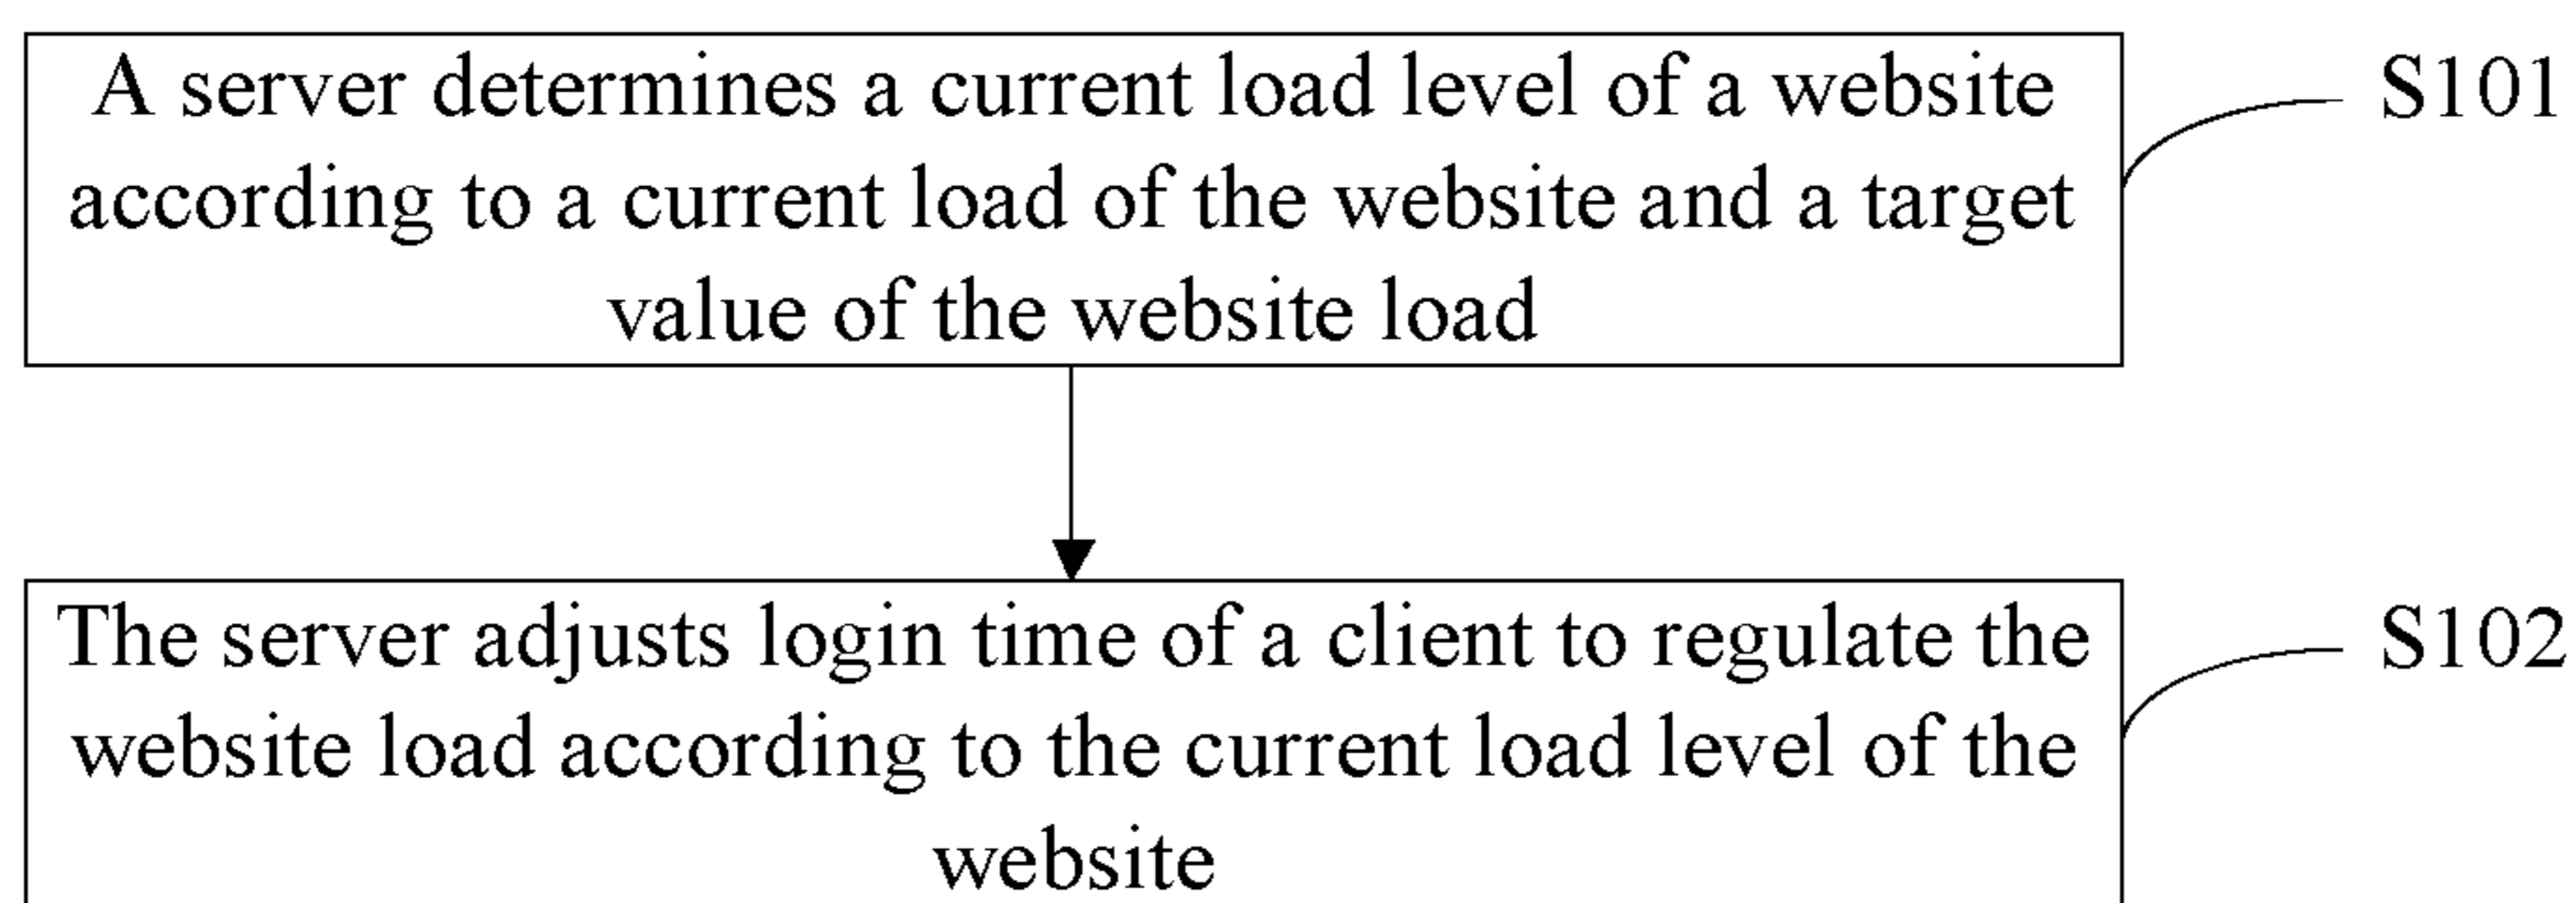 A server determines a current load level of a website
S101
according to a current load of the website and a target
value of the website load
The server adjusts login time of a client to regulate the
S102
website load according to the current load level of the
website